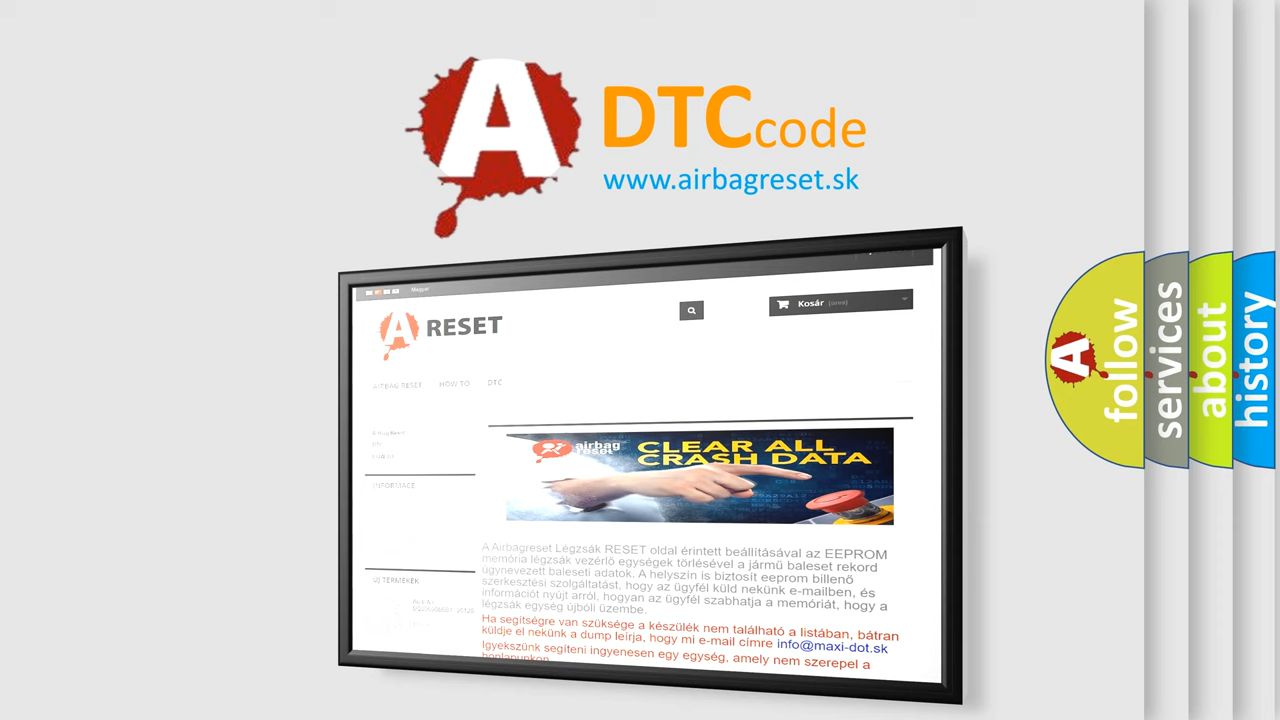 A
DTC code
www.airbagreset.sk
Magyar
A RESET
Kosár (üres)
AIRBAG RESET HOW TO DTC
INFORMACE
airbag
reset
CLEAR ALL
CRASH DATA
A Airbagreset Légzsák RESET oldal érintett beállításával az EEPROM
memória légzsák vezérlő egységek törlésével a jármű baleset rekord
úgynevezett baleseti adatok. A helyszín is biztosít eeprom billenő
szerkesztési szolgáltatást, hogy az ügyfél küld nekünk e-mailben, és
információt nyújt arról, hogyan az ügyfél szabhatja a memóriát, hogy a
légzsák egység újbóli üzembe.
Ha segítségre van szüksége a készülék nem található a listában, bátran
küldje el nekünk a dump leírja, hogy mi e-mail címre info@maxi-dot.sk
Igyekszünk segíteni ingyenesen egy egység, amely nem szerepel a
honlapunkon
ÚJ TERMÉKEK
A
follow
services
about
history